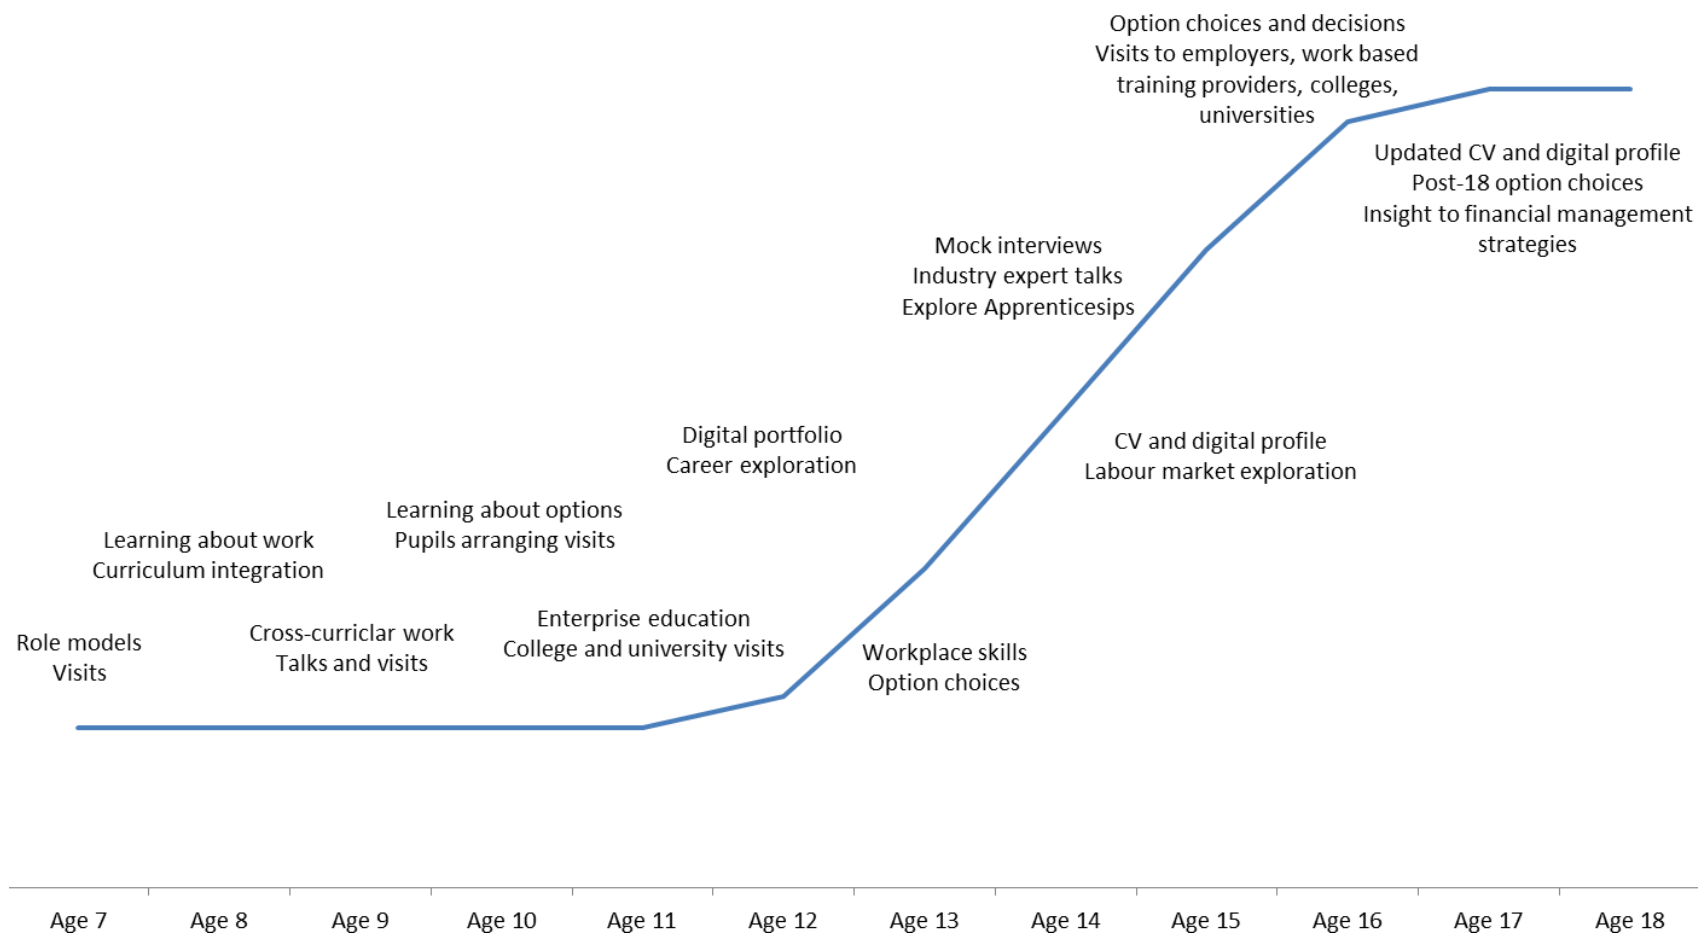 Option choices and decisions
Visits to employers, work based
training providers, colleges,
universities
Updated CV and digital profile
Post-18 option choices
Insight to financial management
strategies
Mock interviews
Industry expert talks
Explore Apprenticesips
Digital portfolio
Career exploration
CV and digital profile
Labour market exploration
Learning about options
Pupils arranging visits
Learning about work
Curriculum integration
Enterprise education
College and university visits
Role models
Visits
Cross-curriclar work
Talks and visits
Workplace skills
Option choices
Age 7
Age 8
Age 9
Age 10
Age 11
Age 12
Age 13
Age 14
Age 15
Age 16
Age 17
Age 18